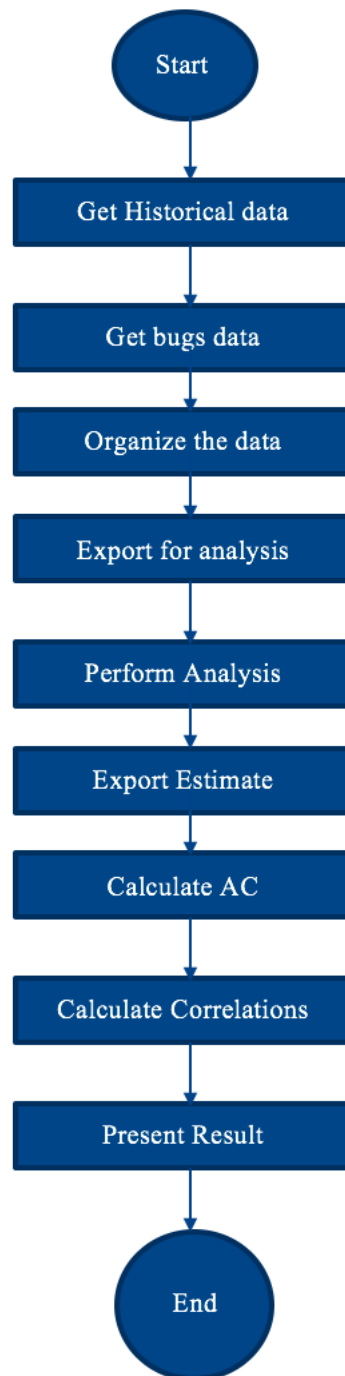 Start
Get Historical data
Get bugs data
Organize the data
Export for analysis
Perform Analysis
Export Estimate
Calculate AC
Calculate Correlations
Present Result
End